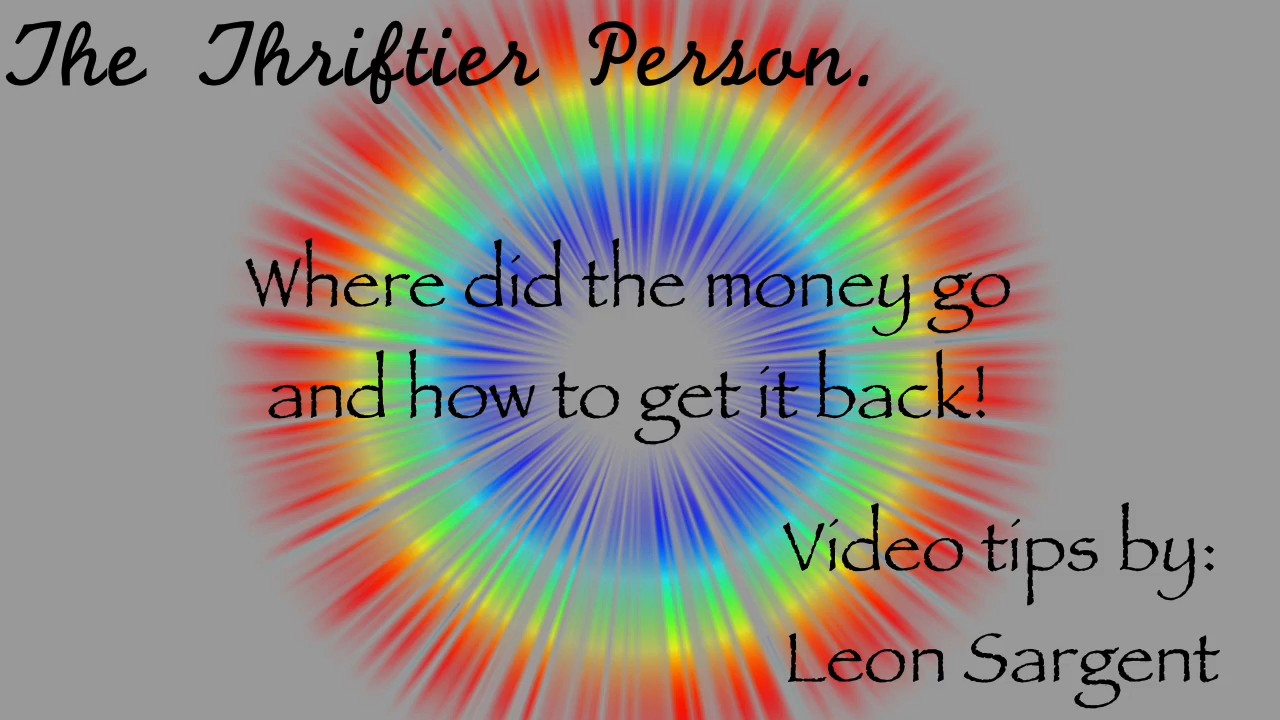 The Thriftier Person.
Where did the money go
and how to get it back!
Video tips by:
Leon Sargent